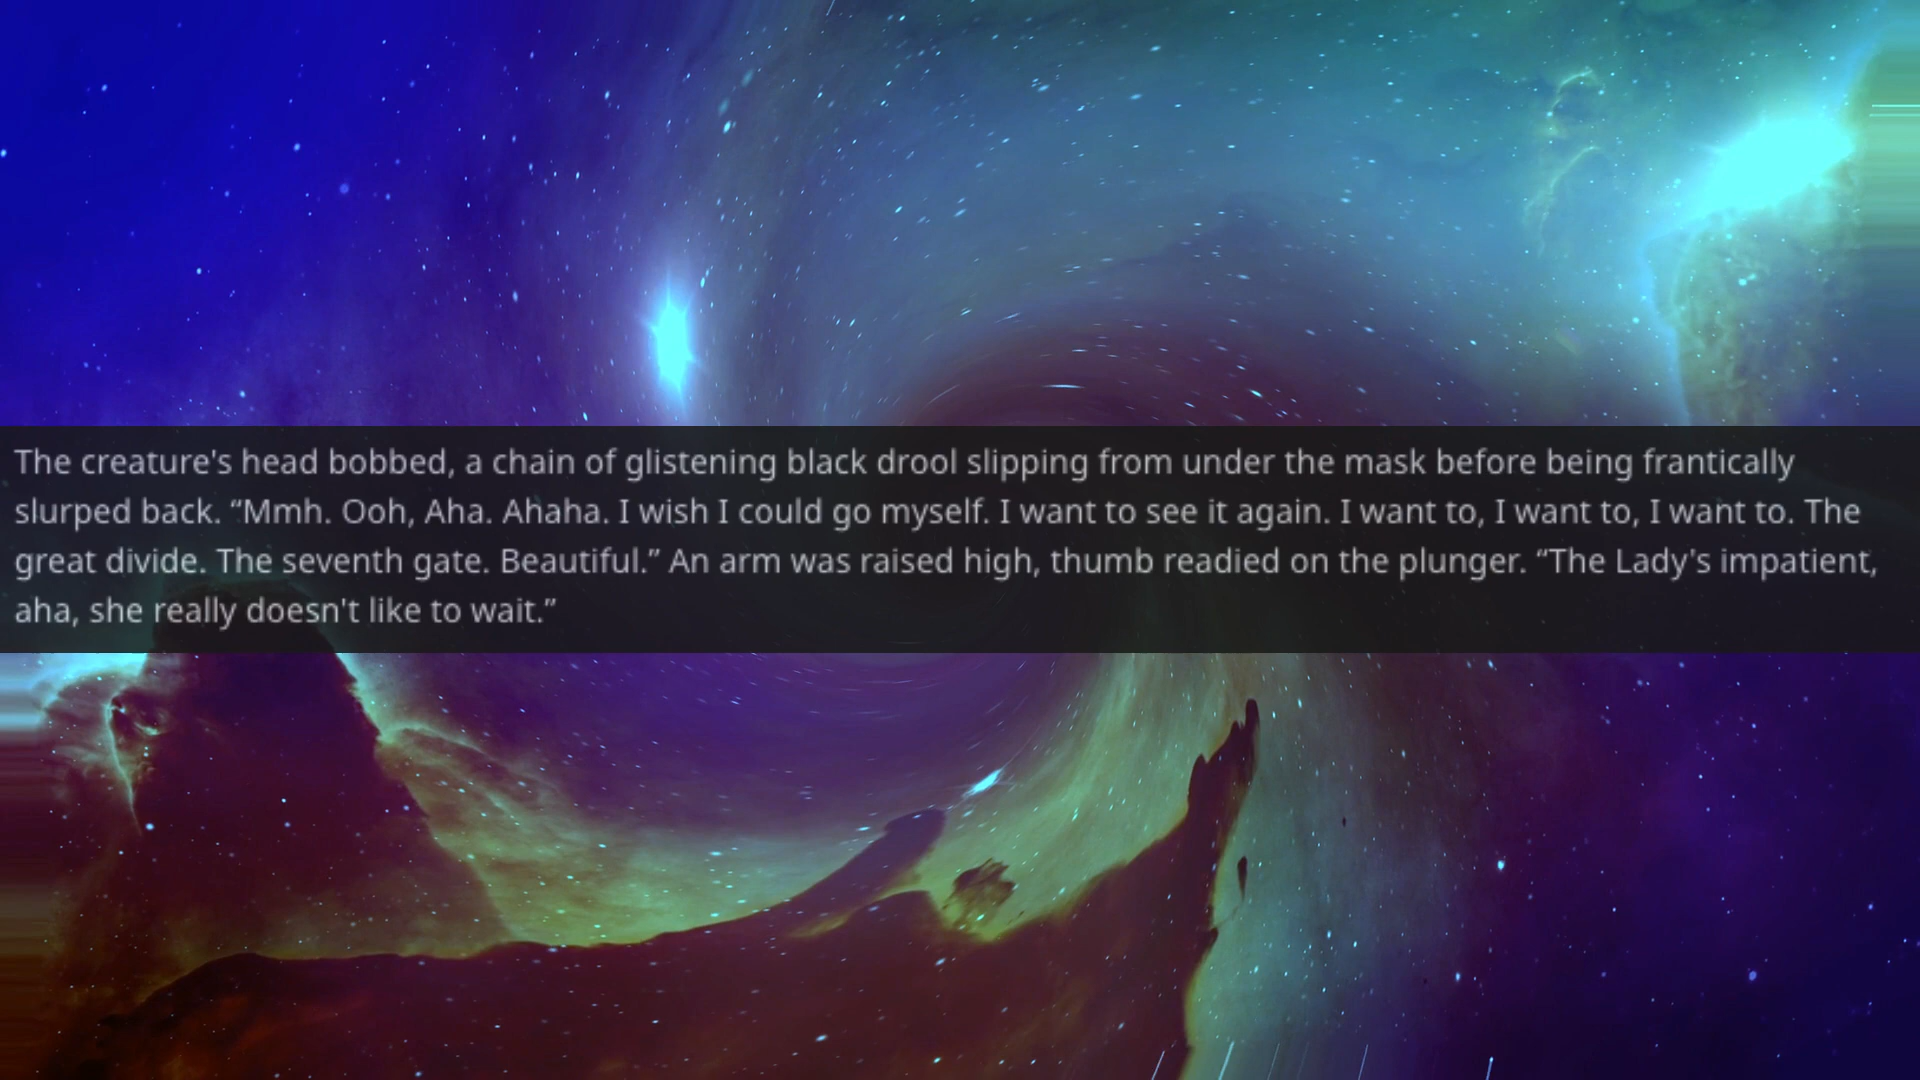 The creature's head bobbed, a chain of glistening black drool slipping from under the mask before being frantically
slurped back. “Mmh. Ooh, Aha. Ahaha. I wish I could go myself. I want to see it again. I want to, I want to, I want to. The
great divide. The seventh gate. Beautiful.” An arm was raised high, thumb readied on the plunger. “The Lady's impatient,
aha, she really doesn't like to wait.”